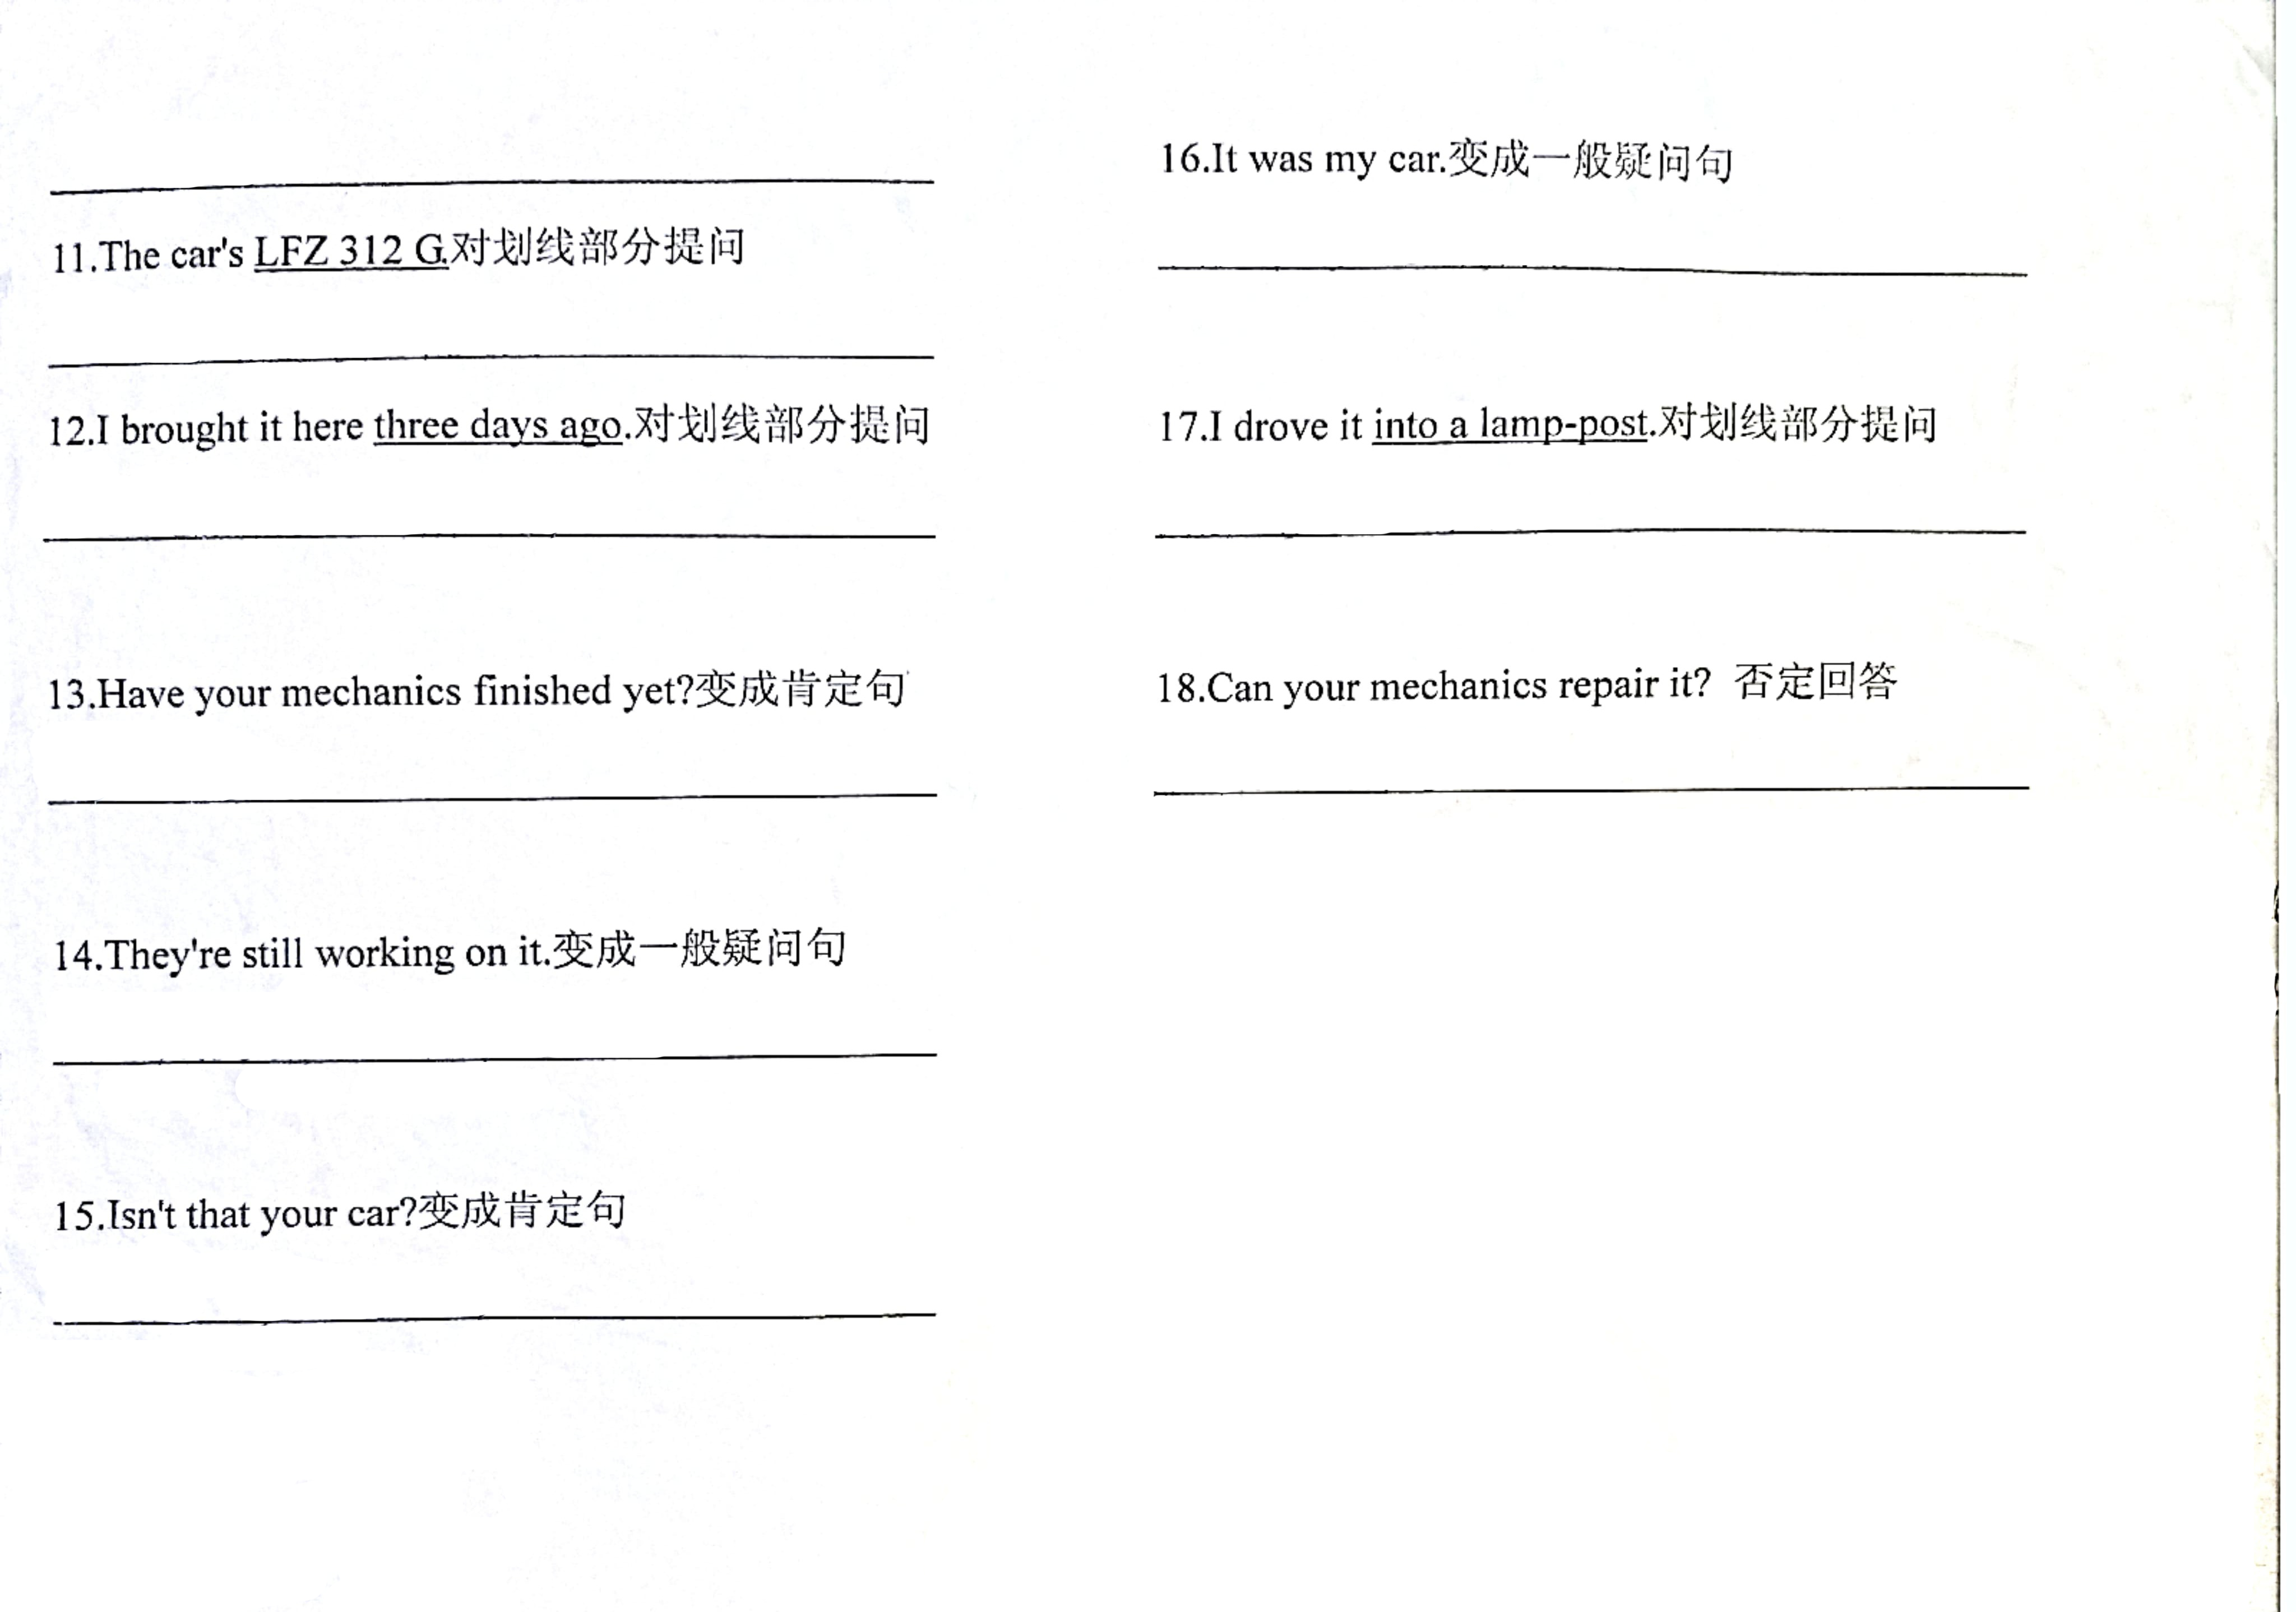 11.The car's LFZ 312 G.对划线部分提问
12.I brought it here three days ago.对划线部分提问
13.Have your mechanics finished yet?变成肯定句
14.They're still working on it.变成一般疑问句
15.Isn't that your car?变成肯定句
16.It was my car.变成一般疑问句
17.I drove it into a lamp-post.对划线部分提问
18.Can your mechanics repair it? 否定回答